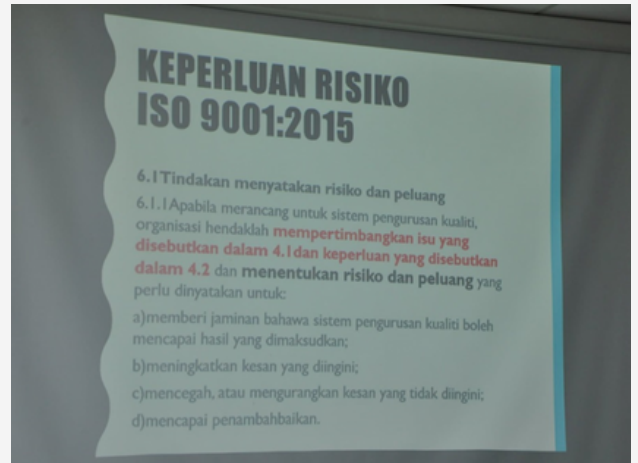 KEPERLUAN RISIKO
ISO 9001:2015
6.1Tindakan menyatakan risiko dan peluang
6.1.1Apabila merancang untuk sistem pengurusan kualiti,
organisasi hendaklah mempertimbangkan isu yang
disebutkan dalam 4.1dan keperluan yang disebutkan
dalam 4.2 dan menentukan risiko dan peluang yang
perlu dinyatakan untuk:
a)memberi jaminan bahawa sistem pengurusan kualiti boleh
mencapai hasil yang dimaksudkan;
b)meningkatkan kesan yang diingini;
c)mencegah, atau mengurangkan kesan yang tidak diingini;
d)mencapai penambahbaikan.